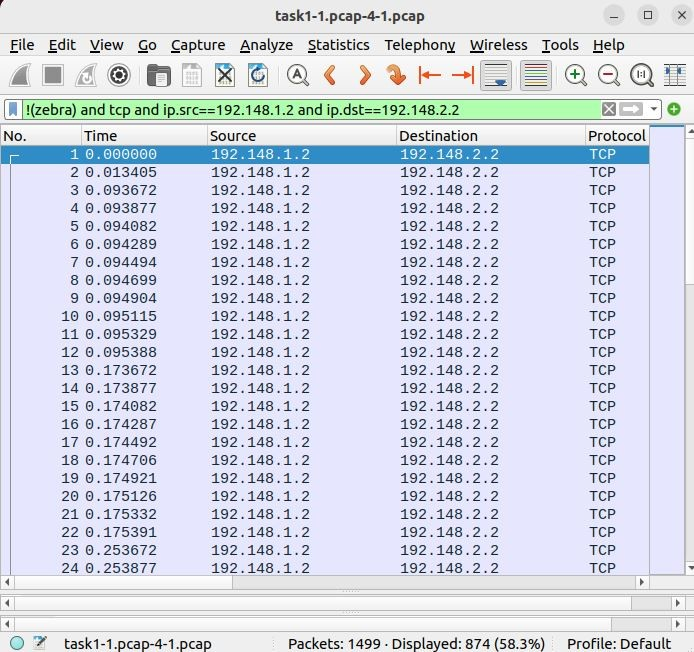 task1-1.pcap-4-1.pcap
File Edit View Go Capture Analyze Statistics Telephony Wireless Tools Help
!(zebra) and tcp and ip.src==192.148.1.2 and ip.dst==192.148.2.2
No. Time Source Destination Protocol
1 0.000000 192.148.1.2 192.148.2.2 TCP
2 0.013405 192.148.1.2 192.148.2.2 TCP
3 0.093672 192.148.1.2 192.148.2.2 TCP
4 0.093877 192.148.1.2 192.148.2.2 TCP
5 0.094082 192.148.1.2 192.148.2.2 TCP
6 0.094289 192.148.1.2 192.148.2.2 TCP
7 0.094494 192.148.1.2 192.148.2.2 TCP
8 0.094699 192.148.1.2 192.148.2.2 TCP
9 0.094904 192.148.1.2 192.148.2.2 TCP
10 0.095115 192.148.1.2 192.148.2.2 TCP
11 0.095329 192.148.1.2 192.148.2.2 TCP
12 0.095388 192.148.1.2 192.148.2.2 TCP
13 0.173672 192.148.1.2 192.148.2.2 TCP
14 0.173877 192.148.1.2 192.148.2.2 TCP
15 0.174082 192.148.1.2 192.148.2.2 TCP
16 0.174287 192.148.1.2 192.148.2.2 TCP
17 0.174492 192.148.1.2 192.148.2.2 TCP
18 0.174706 192.148.1.2 192.148.2.2 TCP
19 0.174921 192.148.1.2 192.148.2.2 TCP
20 0.175126 192.148.1.2 192.148.2.2 TCP
21 0.175332 192.148.1.2 192.148.2.2 TCP
22 0.175391 192.148.1.2 192.148.2.2 TCP
23 0.253672 192.148.1.2 192.148.2.2 TCP
24 0.253877 192.148.1.2 192.148.2.2 TCP
task1-1.pcap-4-1.pcap Packets: 1499 · Displayed: 874 (58.3%) Profile: Default